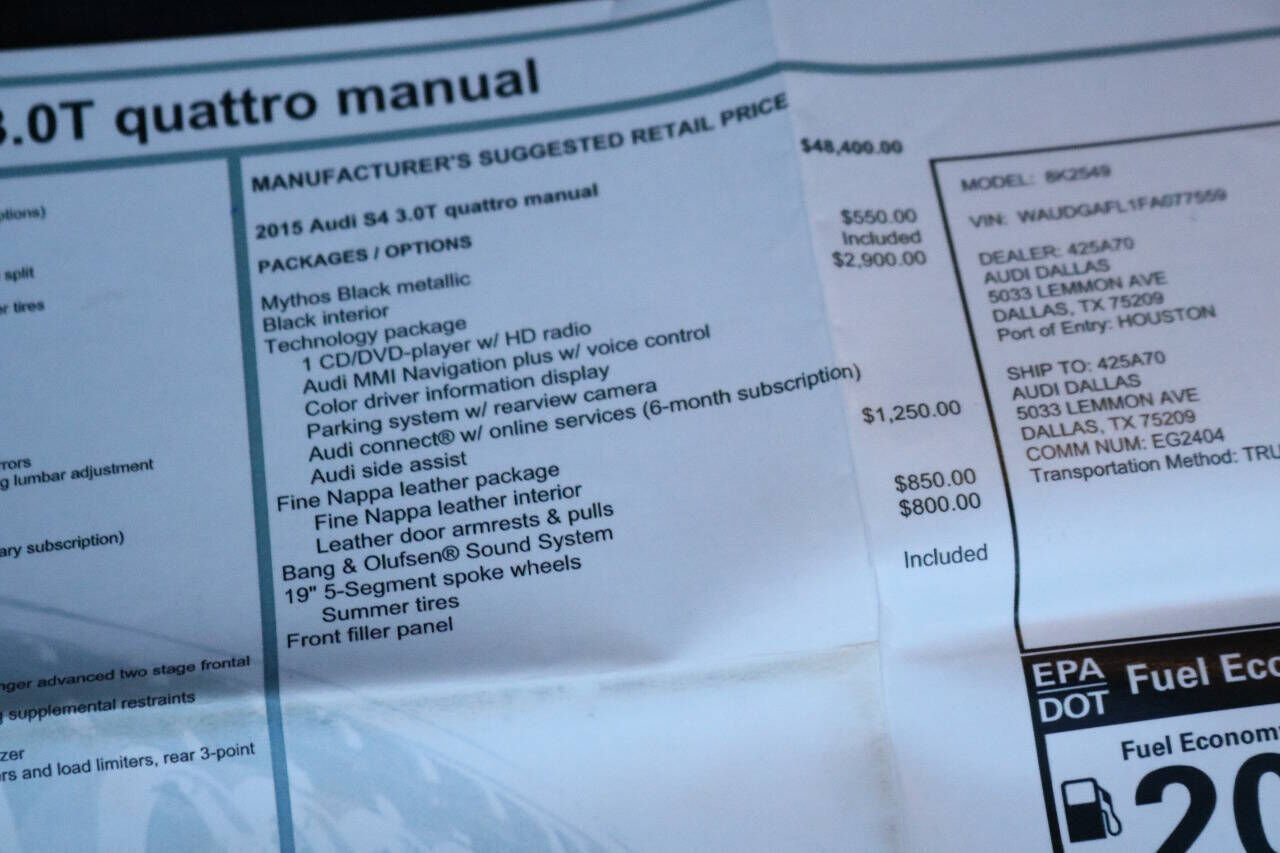 3.0T quattro manual
ptions)
split
r tires
rrors
g lumbar adjustment
ary subscription)
nger advanced two stage frontal
g supplemental restraints
zer
rs and load limiters, rear 3-point
MANUFACTURER'S SUGGESTED RETAIL PRICE
2015 Audi S4 3.0T quattro manual $48,400.00
PACKAGES / OPTIONS
Mythos Black metallic $550.00
Black interior Included
Technology package $2,900.00
1 CD/DVD-player w/ HD radio
Audi MMI Navigation plus w/ voice control
Color driver information display
Parking system w/ rearview camera
Audi connect® w/ online services (6-month subscription)
Audi side assist
Fine Nappa leather package $1,250.00
Fine Nappa leather interior
Leather door armrests & pulls
Bang & Olufsen® Sound System $850.00
19" 5-Segment spoke wheels $800.00
Summer tires
Front filler panel Included
MODEL: 8K2549
VIN: WAUDGAFL1FA077559
DEALER: 425A70
AUDI DALLAS
5033 LEMMON AVE
DALLAS, TX 75209
Port of Entry: HOUSTON
SHIP TO: 425A70
AUDI DALLAS
5033 LEMMON AVE
DALLAS, TX 75209
COMM NUM: EG2404
Transportation Method: TRU
EPA
DOT
Fuel Eco
Fuel Econom
20